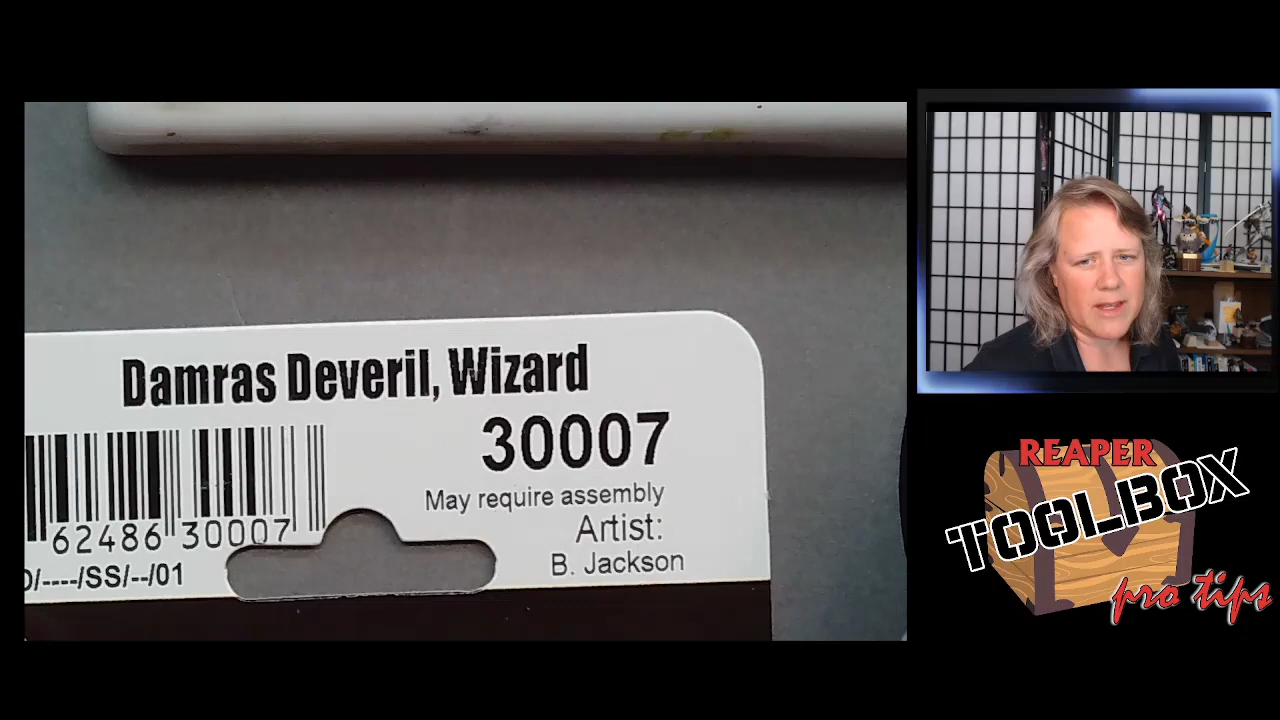 Damras Deveril, Wizard
30007
May require assembly
Artist:
B. Jackson
62486 30007
/----/SS/--/01
REAPER
TOOLBOX
pro tips